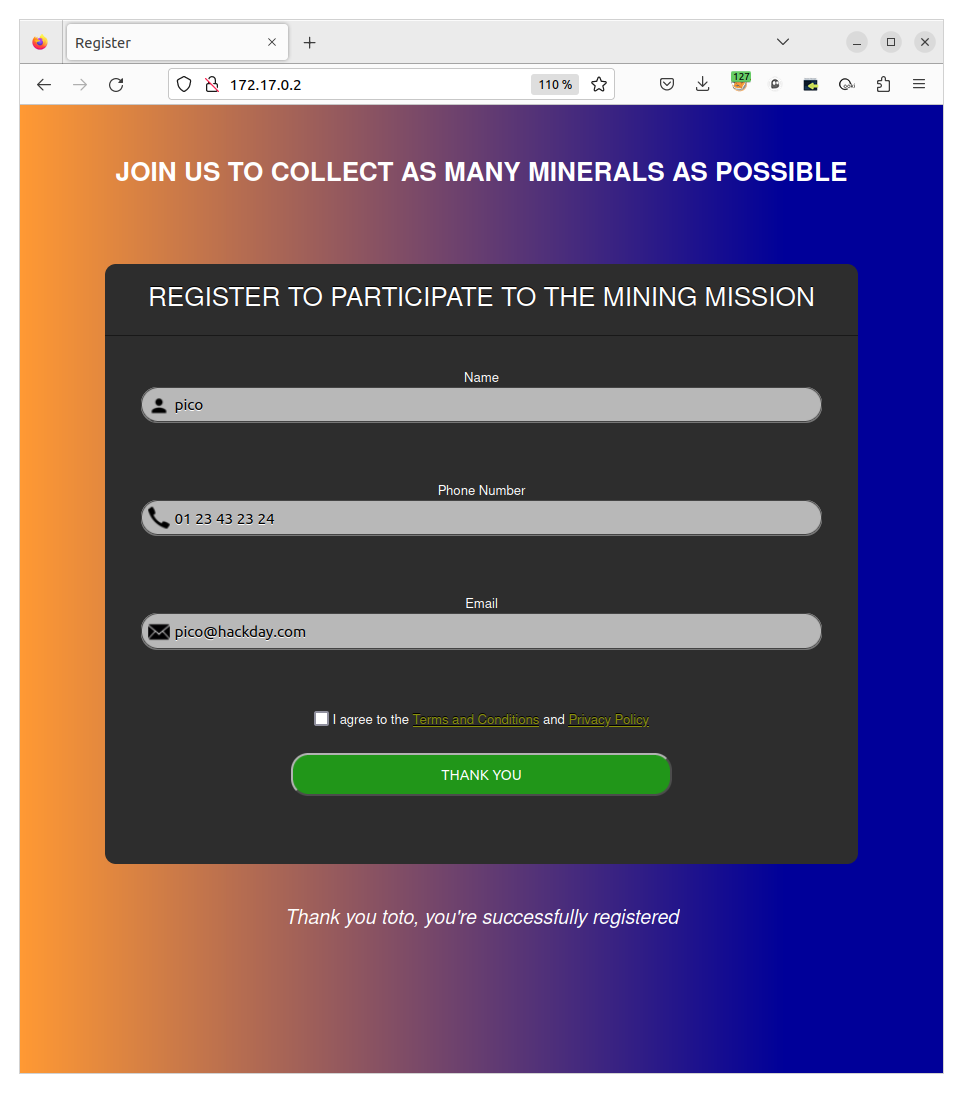 Register
172.17.0.2
110 %
127
JOIN US TO COLLECT AS MANY MINERALS AS POSSIBLE
REGISTER TO PARTICIPATE TO THE MINING MISSION
Name
pico
Phone Number
01 23 43 23 24
Email
pico@hackday.com
I agree to the Terms and Conditions and Privacy Policy
THANK YOU
Thank you toto, you're successfully registered